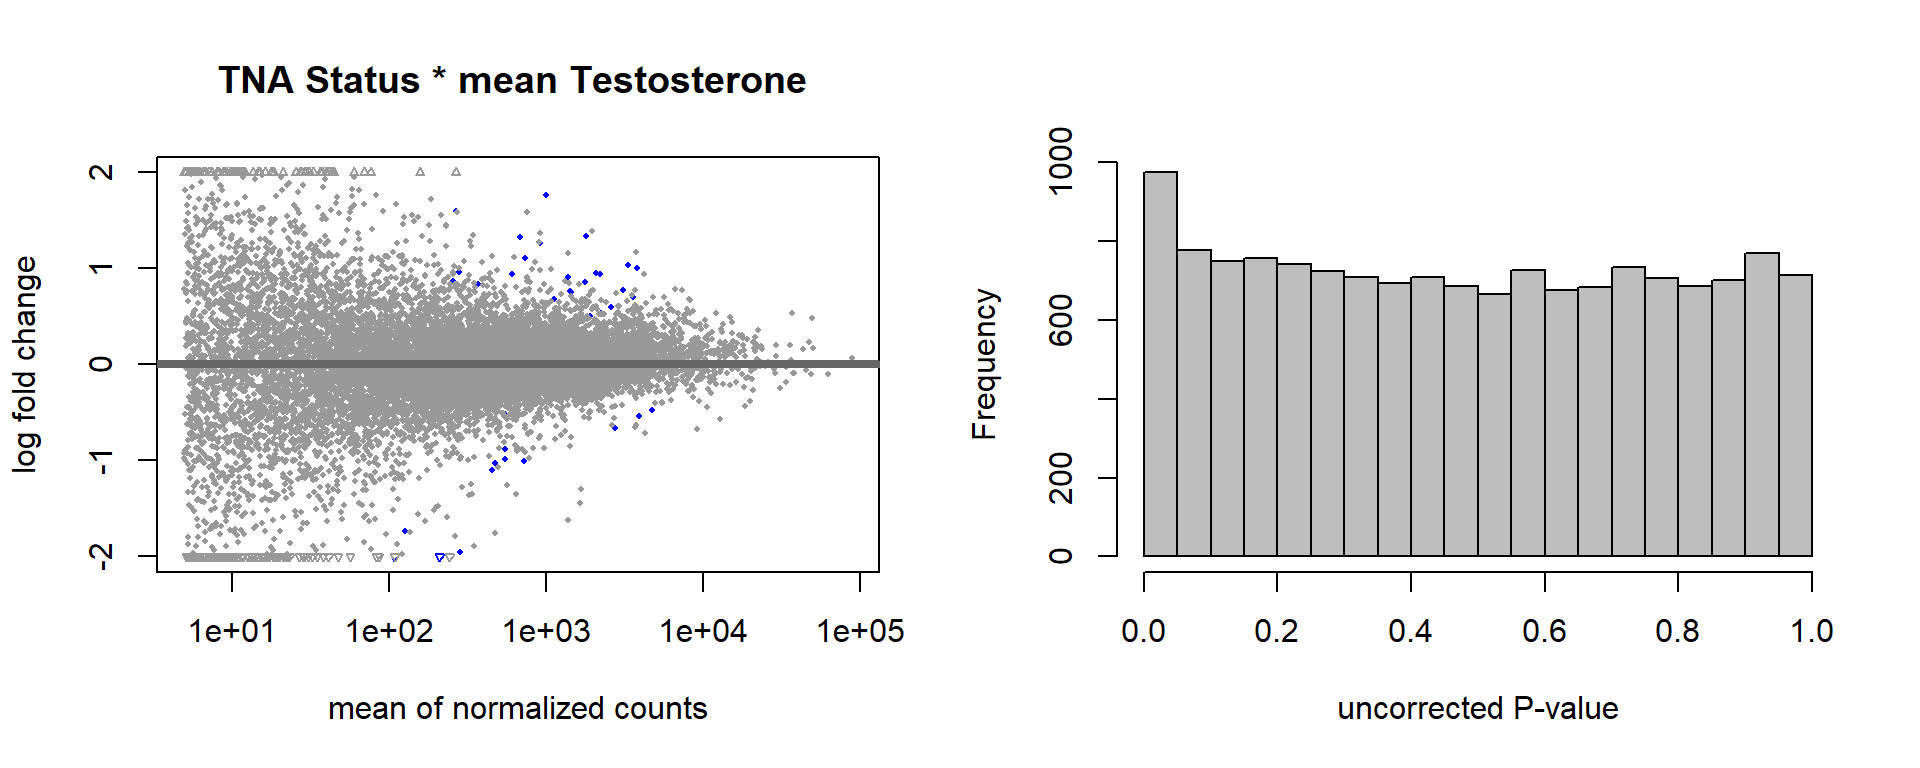 TNA Status * mean Testosterone
log fold change
2
1
0
-1
-2
1e+01 1e+02 1e+03 1e+04 1e+05
mean of normalized counts
Frequency
1000
600
200
0
0.0 0.2 0.4 0.6 0.8 1.0
uncorrected P-value